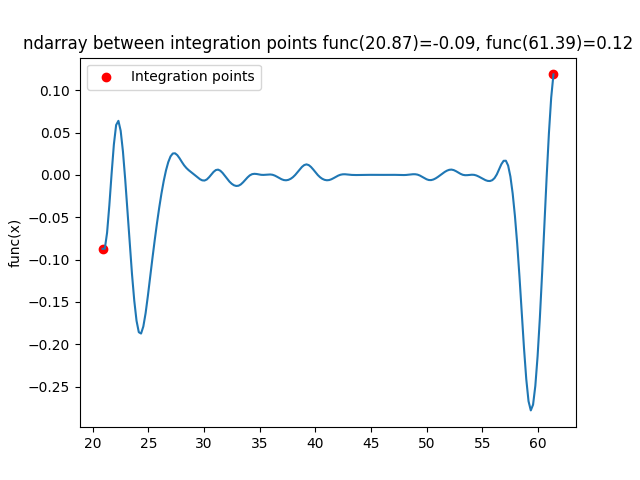 ndarray between integration points func(20.87)=-0.09, func(61.39)=0.12
Integration points
func(x)
0.10
0.05
0.00
−0.05
−0.10
−0.15
−0.20
−0.25
20 25 30 35 40 45 50 55 60